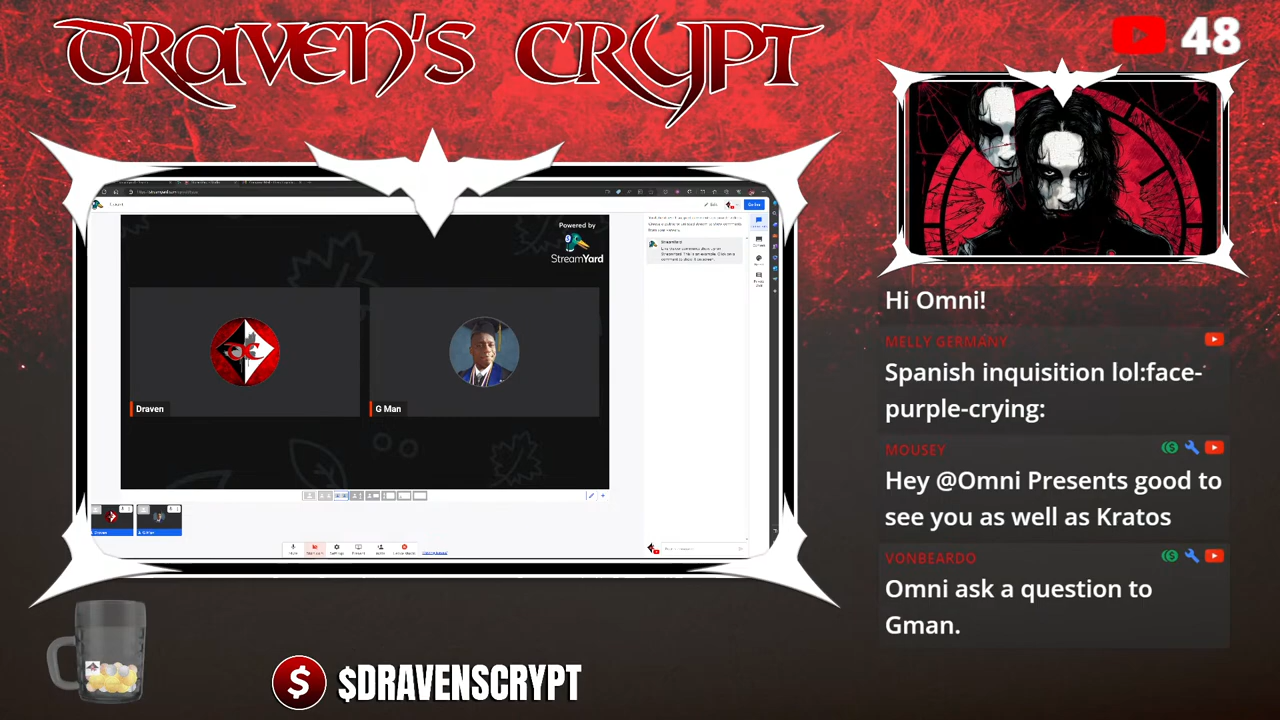 DRAVEN'S CRYPT
48
Powered by
StreamYard
Draven
G Man
Hi Omni!
MELLY GERMANY
Spanish inquisition lol:face-
purple-crying:
MOUSEY
Hey @Omni Presents good to
see you as well as Kratos
VONBEARDO
Omni ask a question to
Gman.
$ $DRAVENSCRYPT